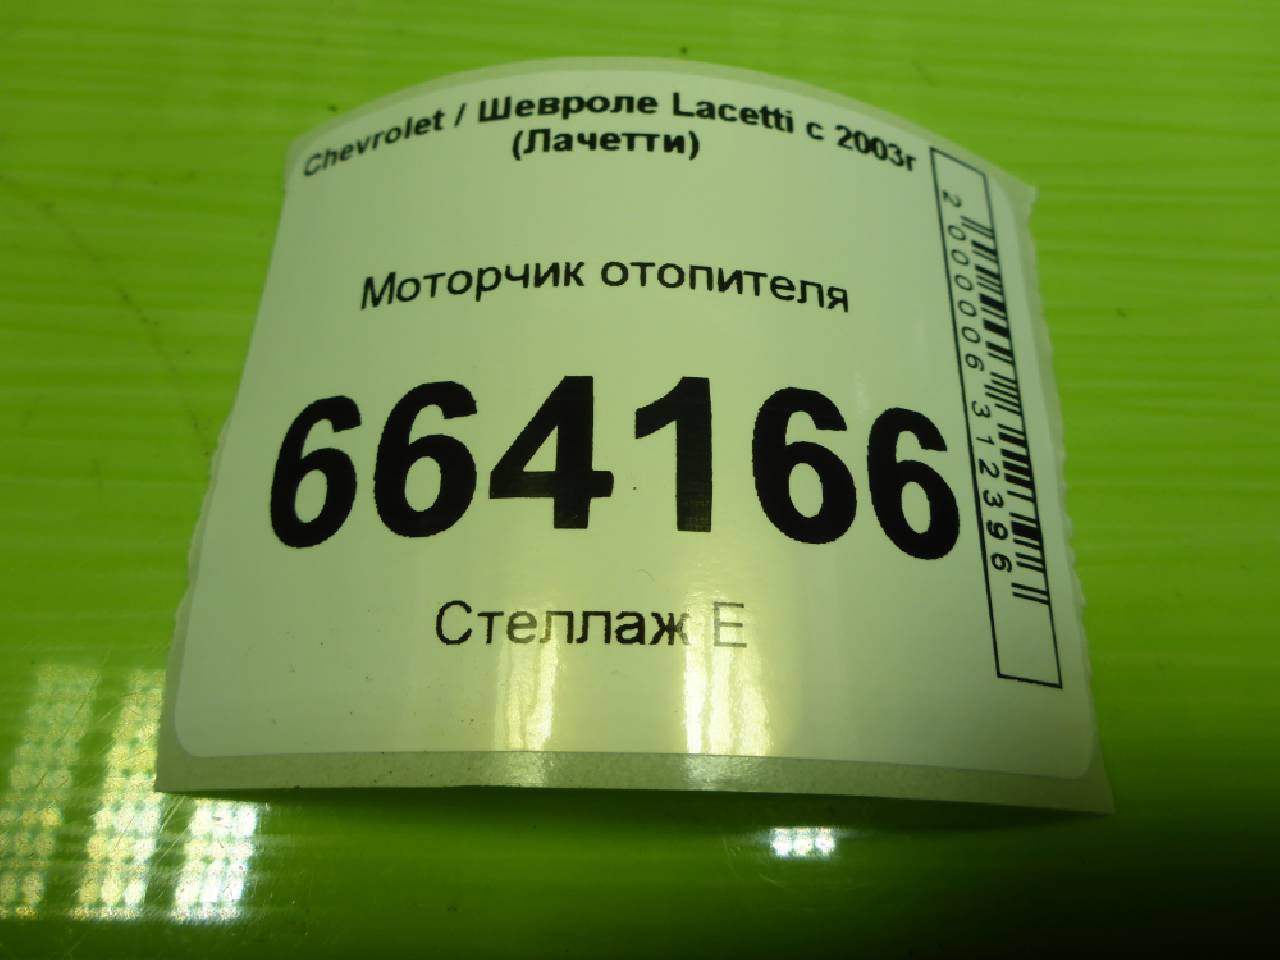 Chevrolet / Шевроле Lacetti с 2003г
(Лачетти)
Моторчик отопителя
664166
Стеллаж Е
2000006312396